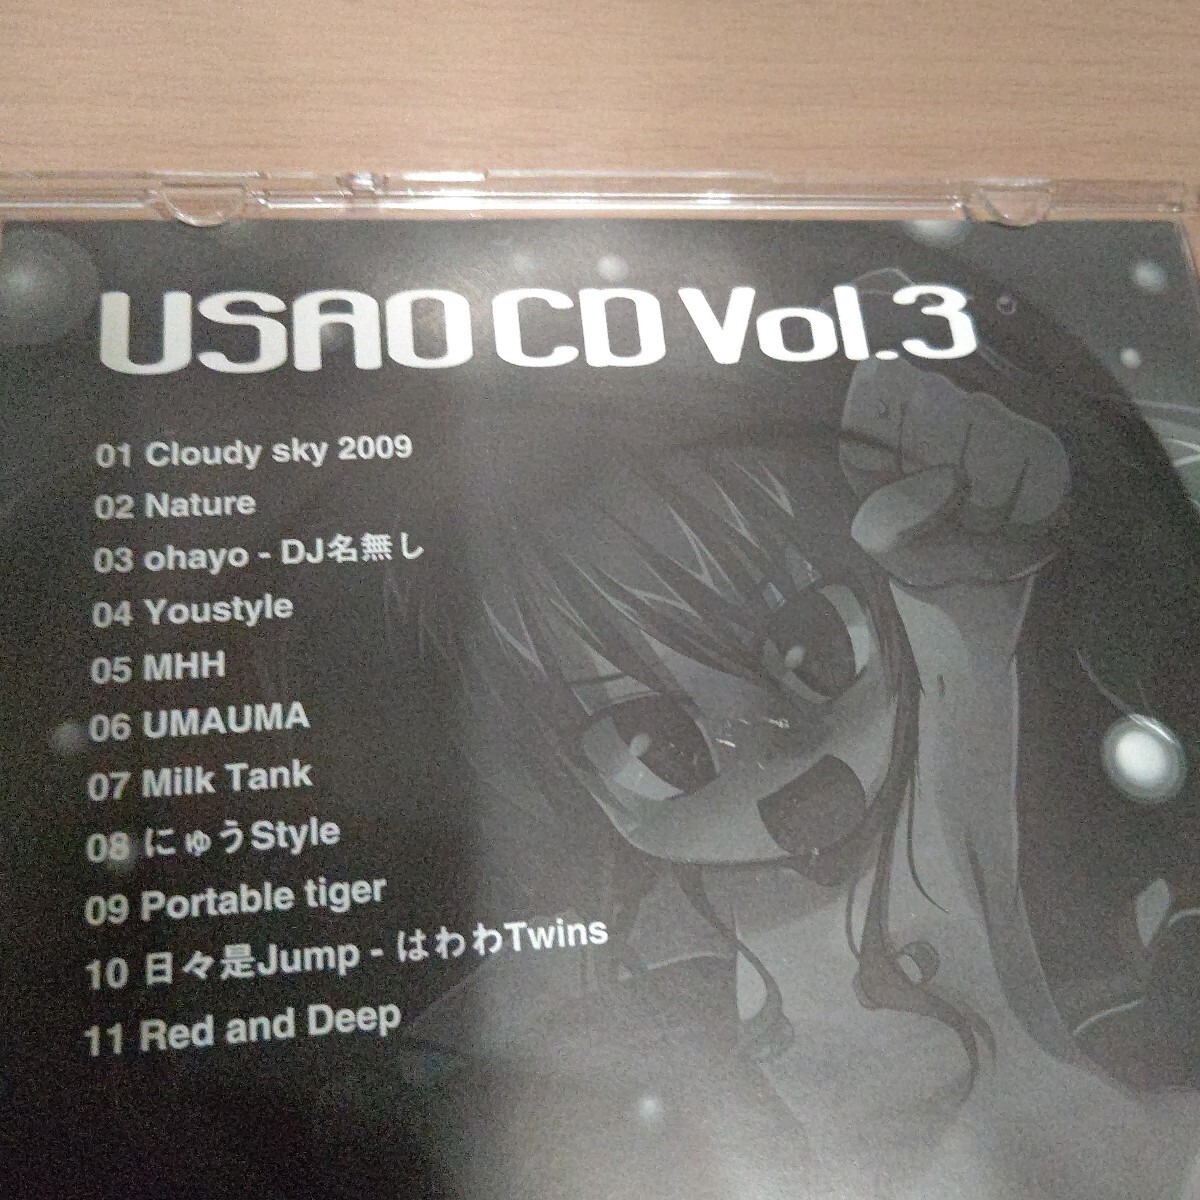 USAO CD Vol.3
01 Cloudy sky 2009
02 Nature
03 ohayo - DJ名無し
04 Youstyle
05 MHH
06 UMAUMA
07 Milk Tank
08 にゅうStyle
09 Portable tiger
10 日々是Jump - はわわTwins
11 Red and Deep